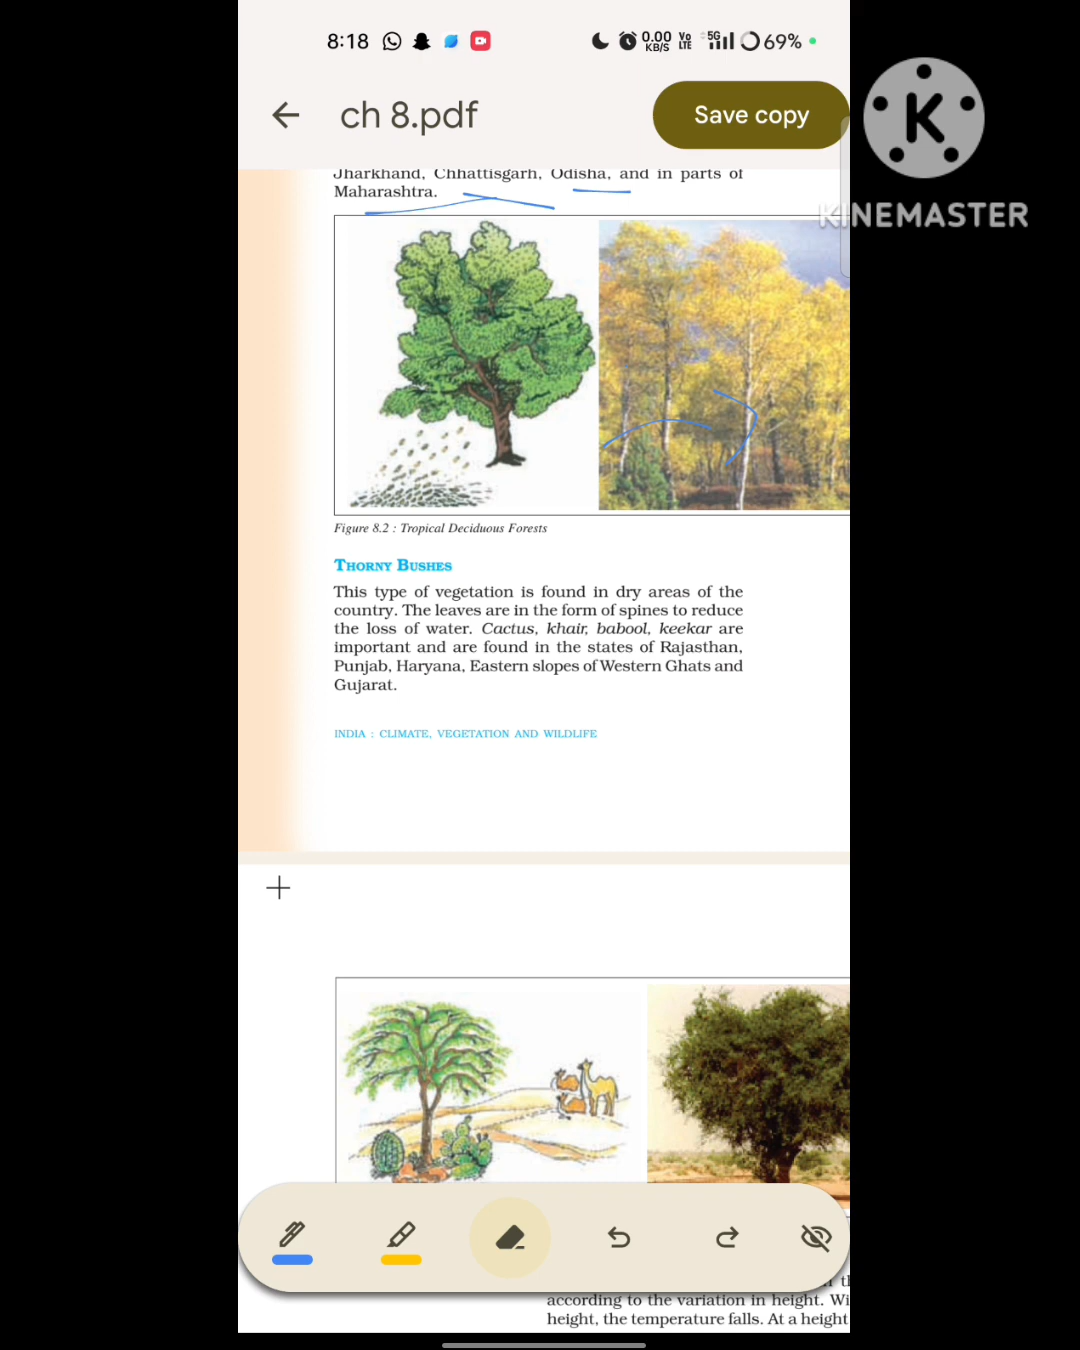 8:18 0.00 KB/S Vo LTE 5G 69%
ch 8.pdf Save copy
K
KINEMASTER
Jharkhand, Chhattisgarh, Odisha, and in parts of
Maharashtra.
Figure 8.2 : Tropical Deciduous Forests
THORNY BUSHES
This type of vegetation is found in dry areas of the
country. The leaves are in the form of spines to reduce
the loss of water. Cactus, khair, babool, keekar are
important and are found in the states of Rajasthan,
Punjab, Haryana, Eastern slopes of Western Ghats and
Gujarat.
INDIA : CLIMATE, VEGETATION AND WILDLIFE
according to the variation in height. Wi
height, the temperature falls. At a height